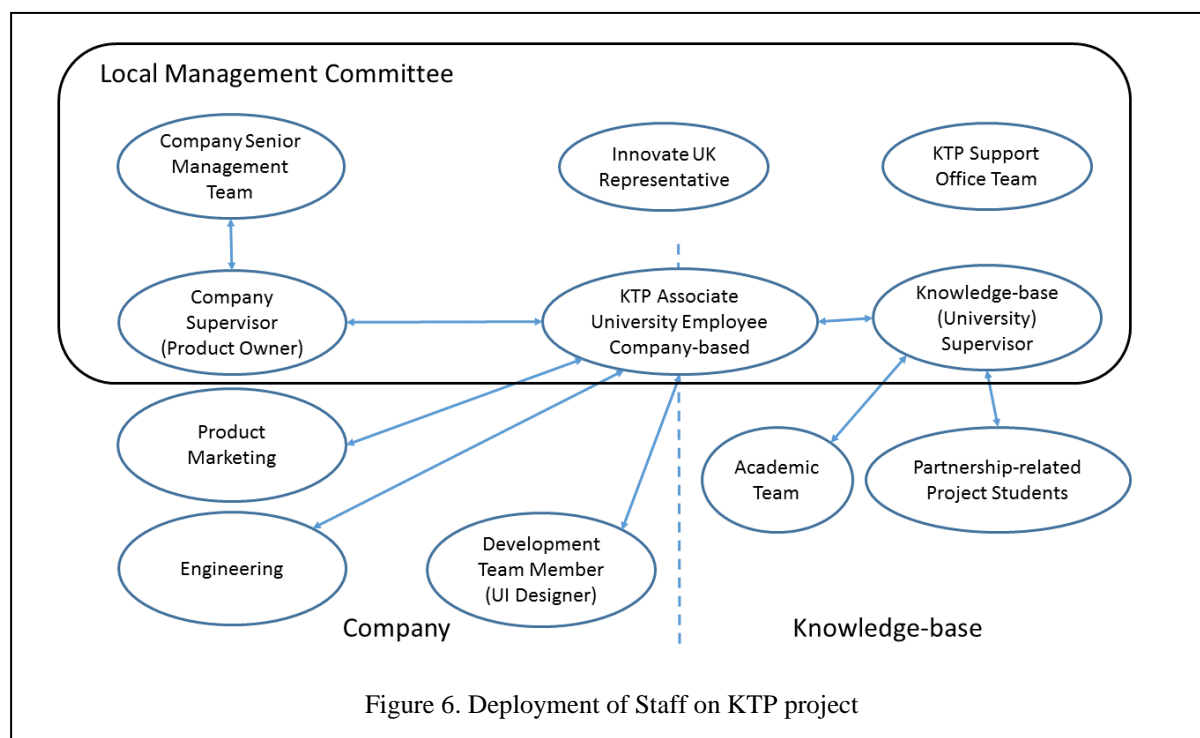 Local Management Committee
Company Senior
Management
Team
Innovate UK
Representative
KTP Support
Office Team
Company
Supervisor
(Product Owner)
KTP Associate
University Employee
Company-based
Knowledge-base
(University)
Supervisor
Product
Marketing
Academic
Team
Partnership-related
Project Students
Engineering
Development
Team Member
(UI Designer)
Company
Knowledge-base
Figure 6. Deployment of Staff on KTP project